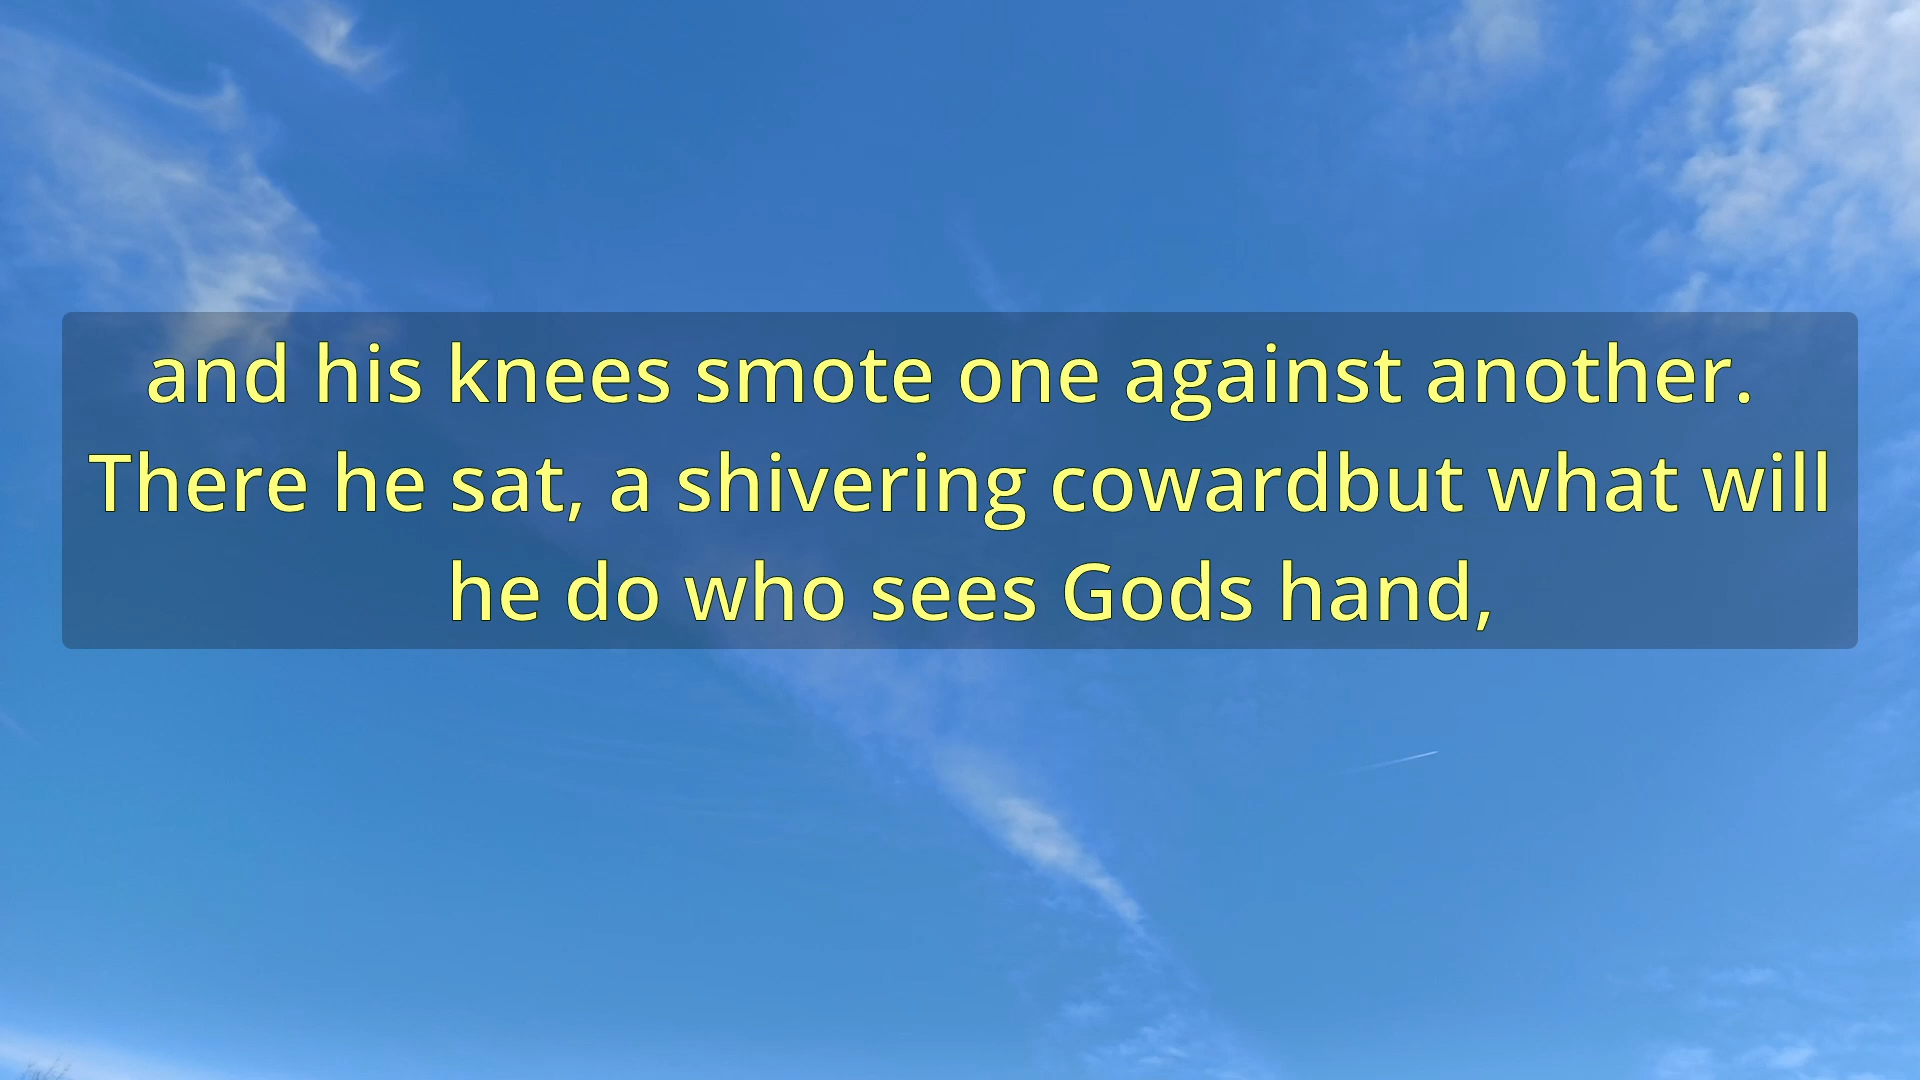 and his knees smote one against another.
There he sat, a shivering cowardbut what will
he do who sees Gods hand,